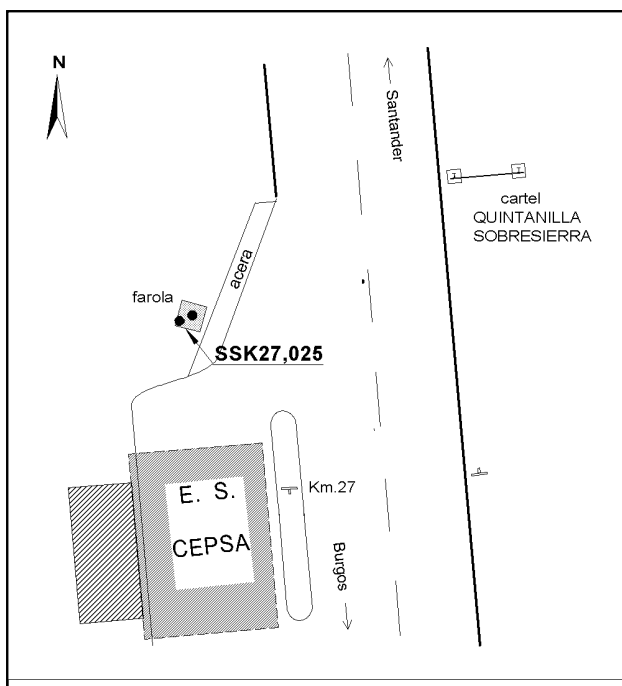 N
Santander
cartel
QUINTANILLA
SOBRESIERRA
acera
farola
SSK27,025
Km.27
E. S.
CEPSA
Burgos